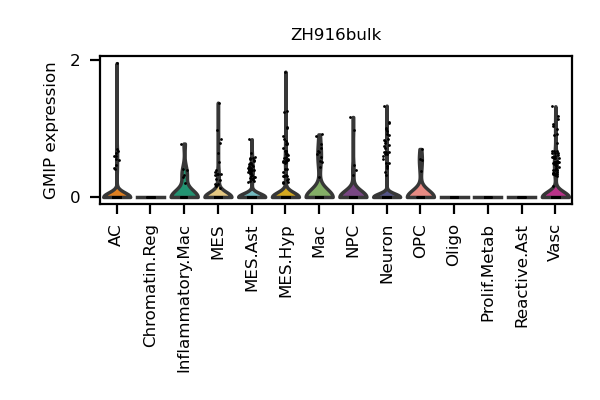 ZH916bulk
GMIP expression
2
0
AC
Chromatin.Reg
Inflammatory.Mac
MES
MES.Ast
MES.Hyp
Mac
NPC
Neuron
OPC
Oligo
Prolif.Metab
Reactive.Ast
Vasc